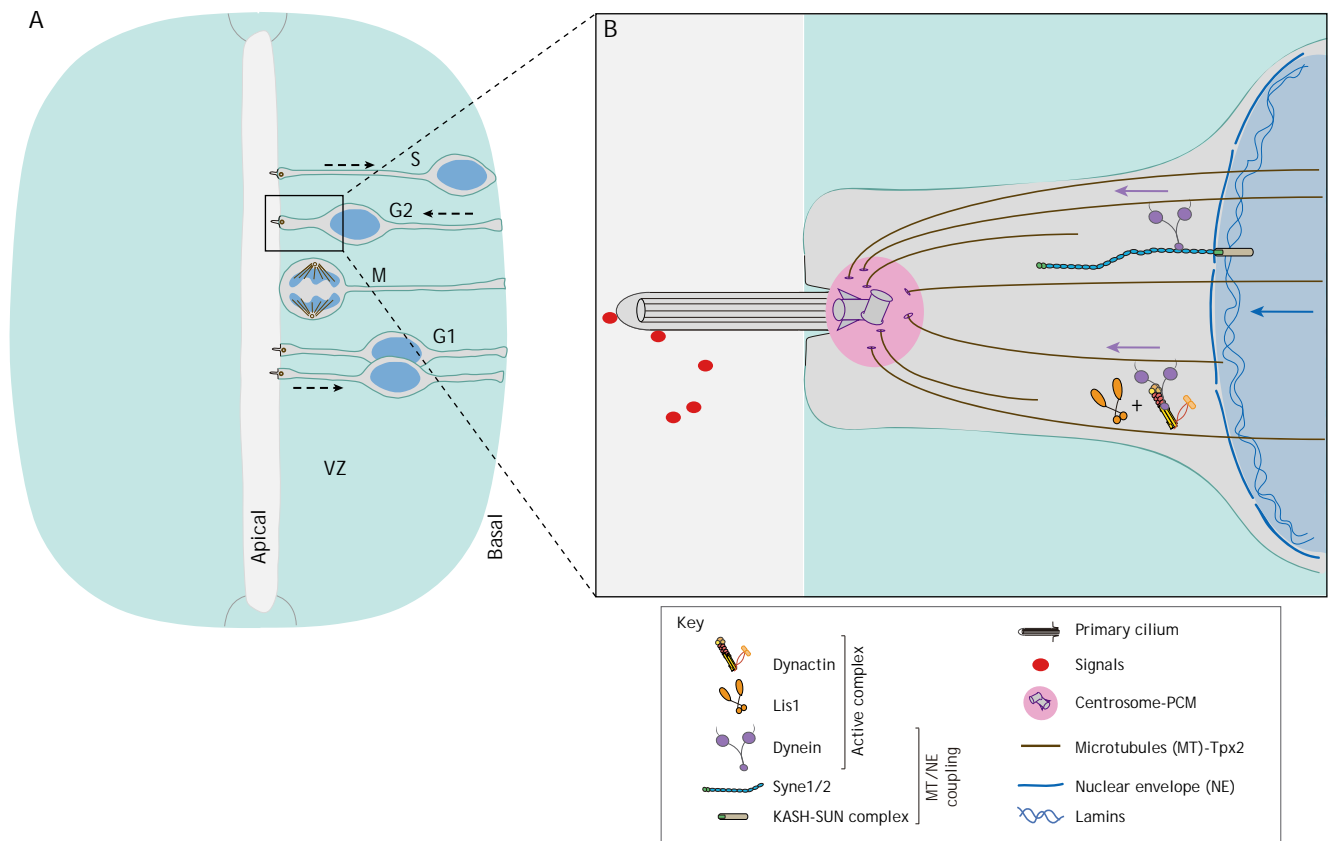 A
B
S
G2
M
G1
VZ
Apical
Basal
+
Key
Dynactin
Lis1
Dynein
Syne1/2
KASH-SUN complex
Active complex
MT/NE
coupling
Primary cilium
Signals
Centrosome-PCM
Microtubules (MT)-Tpx2
Nuclear envelope (NE)
Lamins